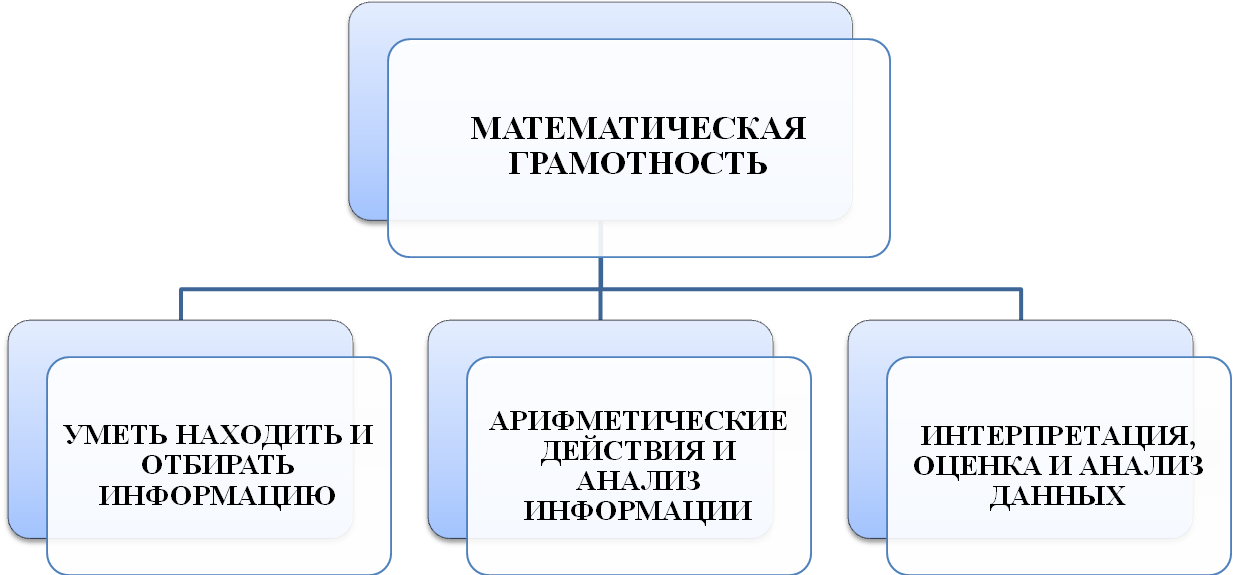 МАТЕМАТИЧЕСКАЯ
ГРАМОТНОСТЬ
УМЕТЬ НАХОДИТЬ И
ОТБИРАТЬ
ИНФОРМАЦИЮ
АРИФМЕТИЧЕСКИЕ
ДЕЙСТВИЯ И
АНАЛИЗ
ИНФОРМАЦИИ
ИНТЕРПРЕТАЦИЯ,
ОЦЕНКА И АНАЛИЗ
ДАННЫХ